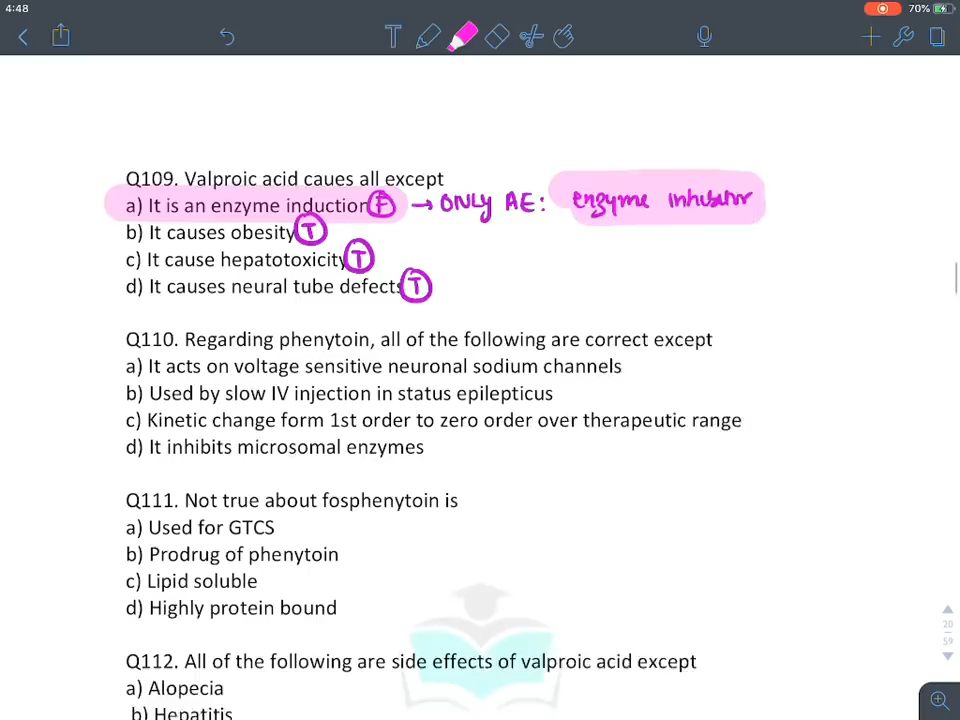 4:48
70%
T
Q109. Valproic acid caues all except
a) It is an enzyme induction F → ONLY AE: enzyme inhibitor
b) It causes obesity T
c) It cause hepatotoxicity T
d) It causes neural tube defects T
Q110. Regarding phenytoin, all of the following are correct except
a) It acts on voltage sensitive neuronal sodium channels
b) Used by slow IV injection in status epilepticus
c) Kinetic change form 1st order to zero order over therapeutic range
d) It inhibits microsomal enzymes
Q111. Not true about fosphenytoin is
a) Used for GTCS
b) Prodrug of phenytoin
c) Lipid soluble
d) Highly protein bound
20
59
Q112. All of the following are side effects of valproic acid except
a) Alopecia
b) Hepatitis